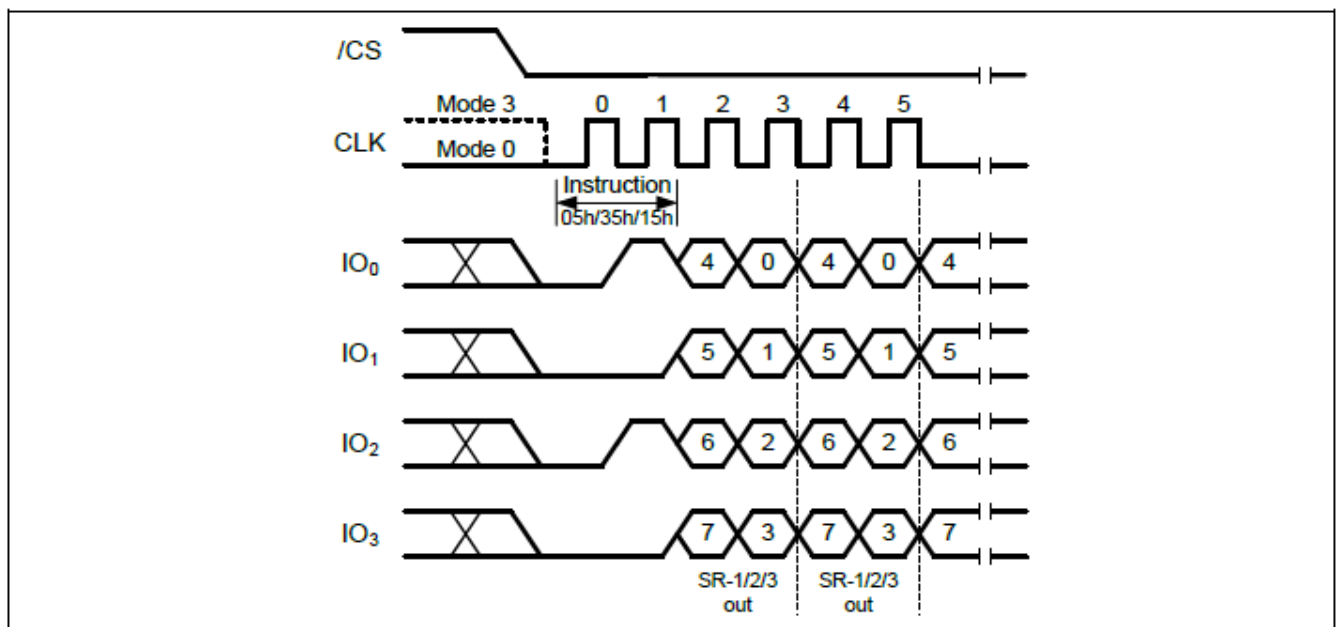 /CS
Mode 3 0 1 2 3 4 5
CLK
Mode 0
Instruction
05h/35h/15h
IO₀ 4 0 4 0 4
IO₁ 5 1 5 1 5
IO₂ 6 2 6 2 6
IO₃ 7 3 7 3 7
SR-1/2/3 SR-1/2/3
out out